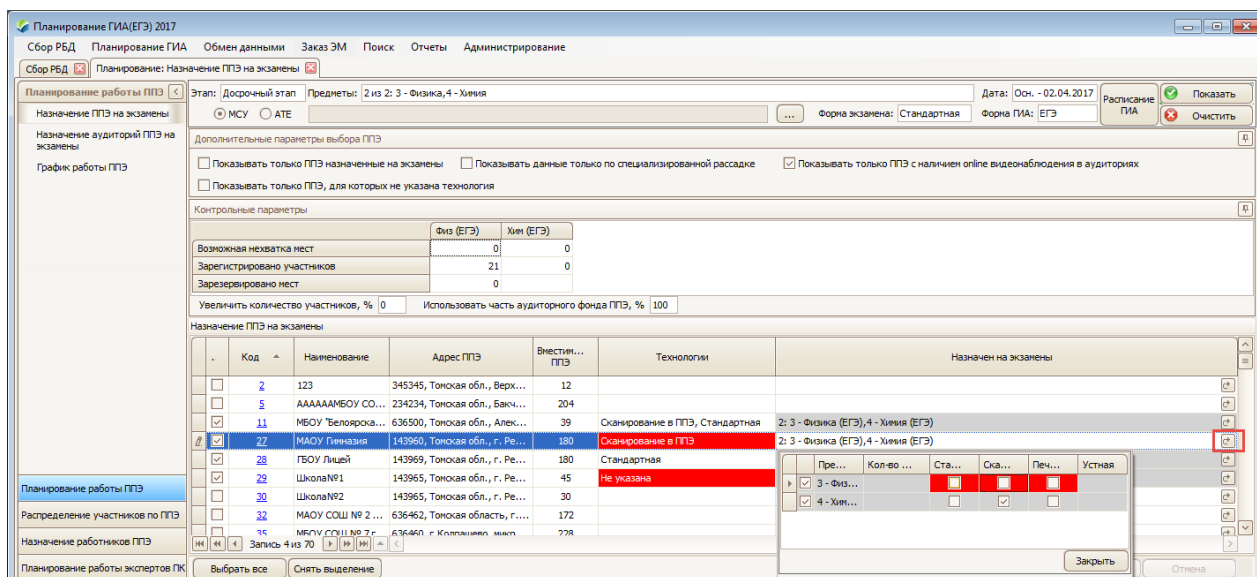 Планирование ГИА(ЕГЭ) 2017
Сбор РБД Планирование ГИА Обмен данными Заказ ЭМ Поиск Отчеты Администрирование
Сбор РБД Планирование: Назначение ППЭ на экзамены
Планирование работы ППЭ
Назначение ППЭ на экзамены
Назначение аудиторий ППЭ на
экзамены
График работы ППЭ
Этап: Досрочный этап Предметы: 2 из 2: 3 - Физика,4 - Химия Дата: Осн. - 02.04.2017
МСУ АТЕ ... Форма экзамена: Стандартная Форма ГИА: ЕГЭ
Расписание
ГИА
Показать
Очистить
Дополнительные параметры выбора ППЭ
Показывать только ППЭ назначенные на экзамены Показывать данные только по специализированной рассадке Показывать только ППЭ с наличием online видеонаблюдения в аудиториях
Показывать только ППЭ, для которых не указана технология
Контрольные параметры
Физ (ЕГЭ) Хим (ЕГЭ)
Возможная нехватка мест 0 0
Зарегистрировано участников 21 0
Зарезервировано мест 0
Увеличить количество участников, % 0 Использовать часть аудиторного фонда ППЭ, % 100
Назначение ППЭ на экзамены
. Код Наименование Адрес ППЭ Вместим... ППЭ Технологии Назначен на экзамены
2 123 345345, Томская обл., Верх... 12
5 ААААААМБОУ СО... 234234, Томская обл., Бакч... 204
11 МБОУ "Белоярска... 636500, Томская обл., Алек... 39 Сканирование в ППЭ, Стандартная 2: 3 - Физика (ЕГЭ),4 - Химия (ЕГЭ)
27 МАОУ Гимназия 143960, Томская обл., г. Ре... 180 Сканирование в ППЭ 2: 3 - Физика (ЕГЭ),4 - Химия (ЕГЭ)
28 ГБОУ Лицей 143969, Томская обл., г. Ре... 180 Стандартная
29 Школа№1 143965, Томская обл., г. Ре... 45 Не указана
30 Школа№2 143965, Томская обл., г. Ре... 30
32 МАОУ СОШ № 2 ... 636462, Томская область, г.... 172
35 МБОУ СОШ № 7 г. 636460, г. Колпашево, мкр 228
Пре... Кол-во ... Ста... Ска... Печ... Устная
3 - Физ...
4 - Хим...
Закрыть
Планирование работы ППЭ
Распределение участников по ППЭ
Назначение работников ППЭ
Планирование работы экспертов ПК
Запись 4 из 70
Выбрать все Снять выделение Отмена